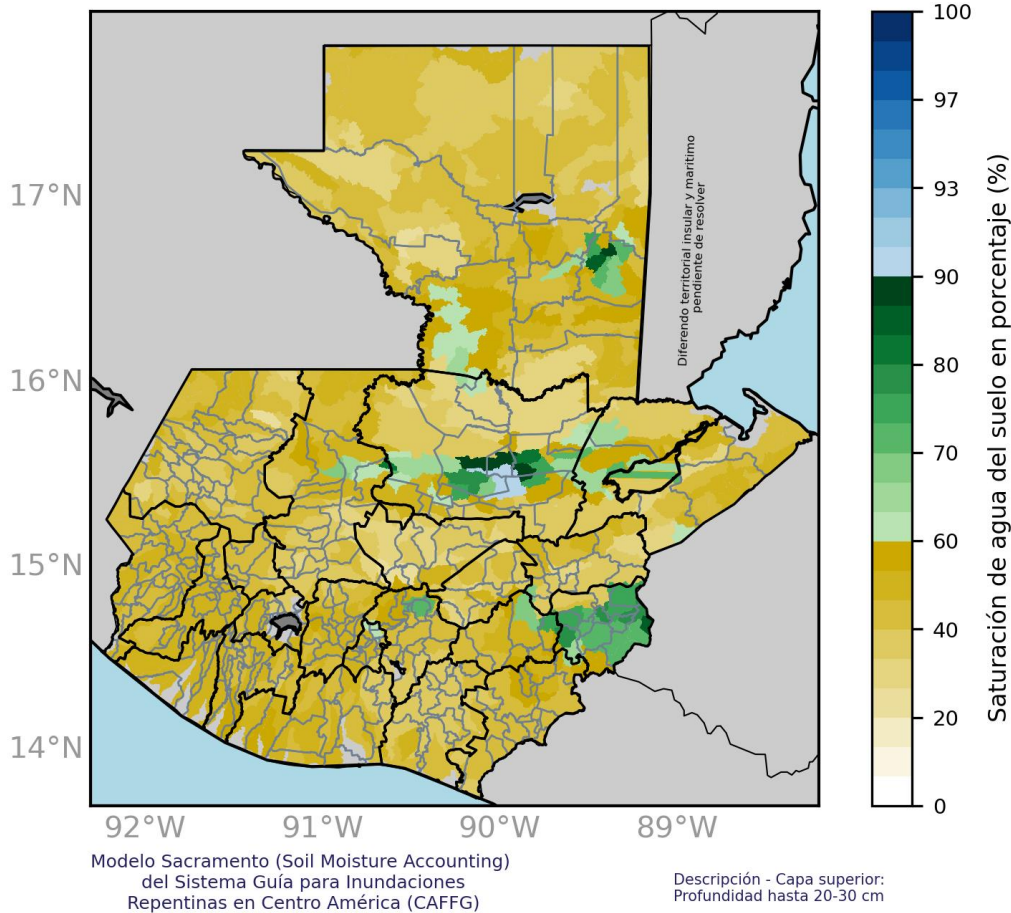 17°N
16°N
15°N
14°N
92°W
91°W
90°W
89°W
Diferendo territorial insular y maritimo
pendiente de resolver
100
97
93
90
80
70
60
40
20
0
Saturación de agua del suelo en porcentaje (%)
Modelo Sacramento (Soil Moisture Accounting)
del Sistema Guía para Inundaciones
Repentinas en Centro América (CAFFG)
Descripción - Capa superior:
Profundidad hasta 20-30 cm